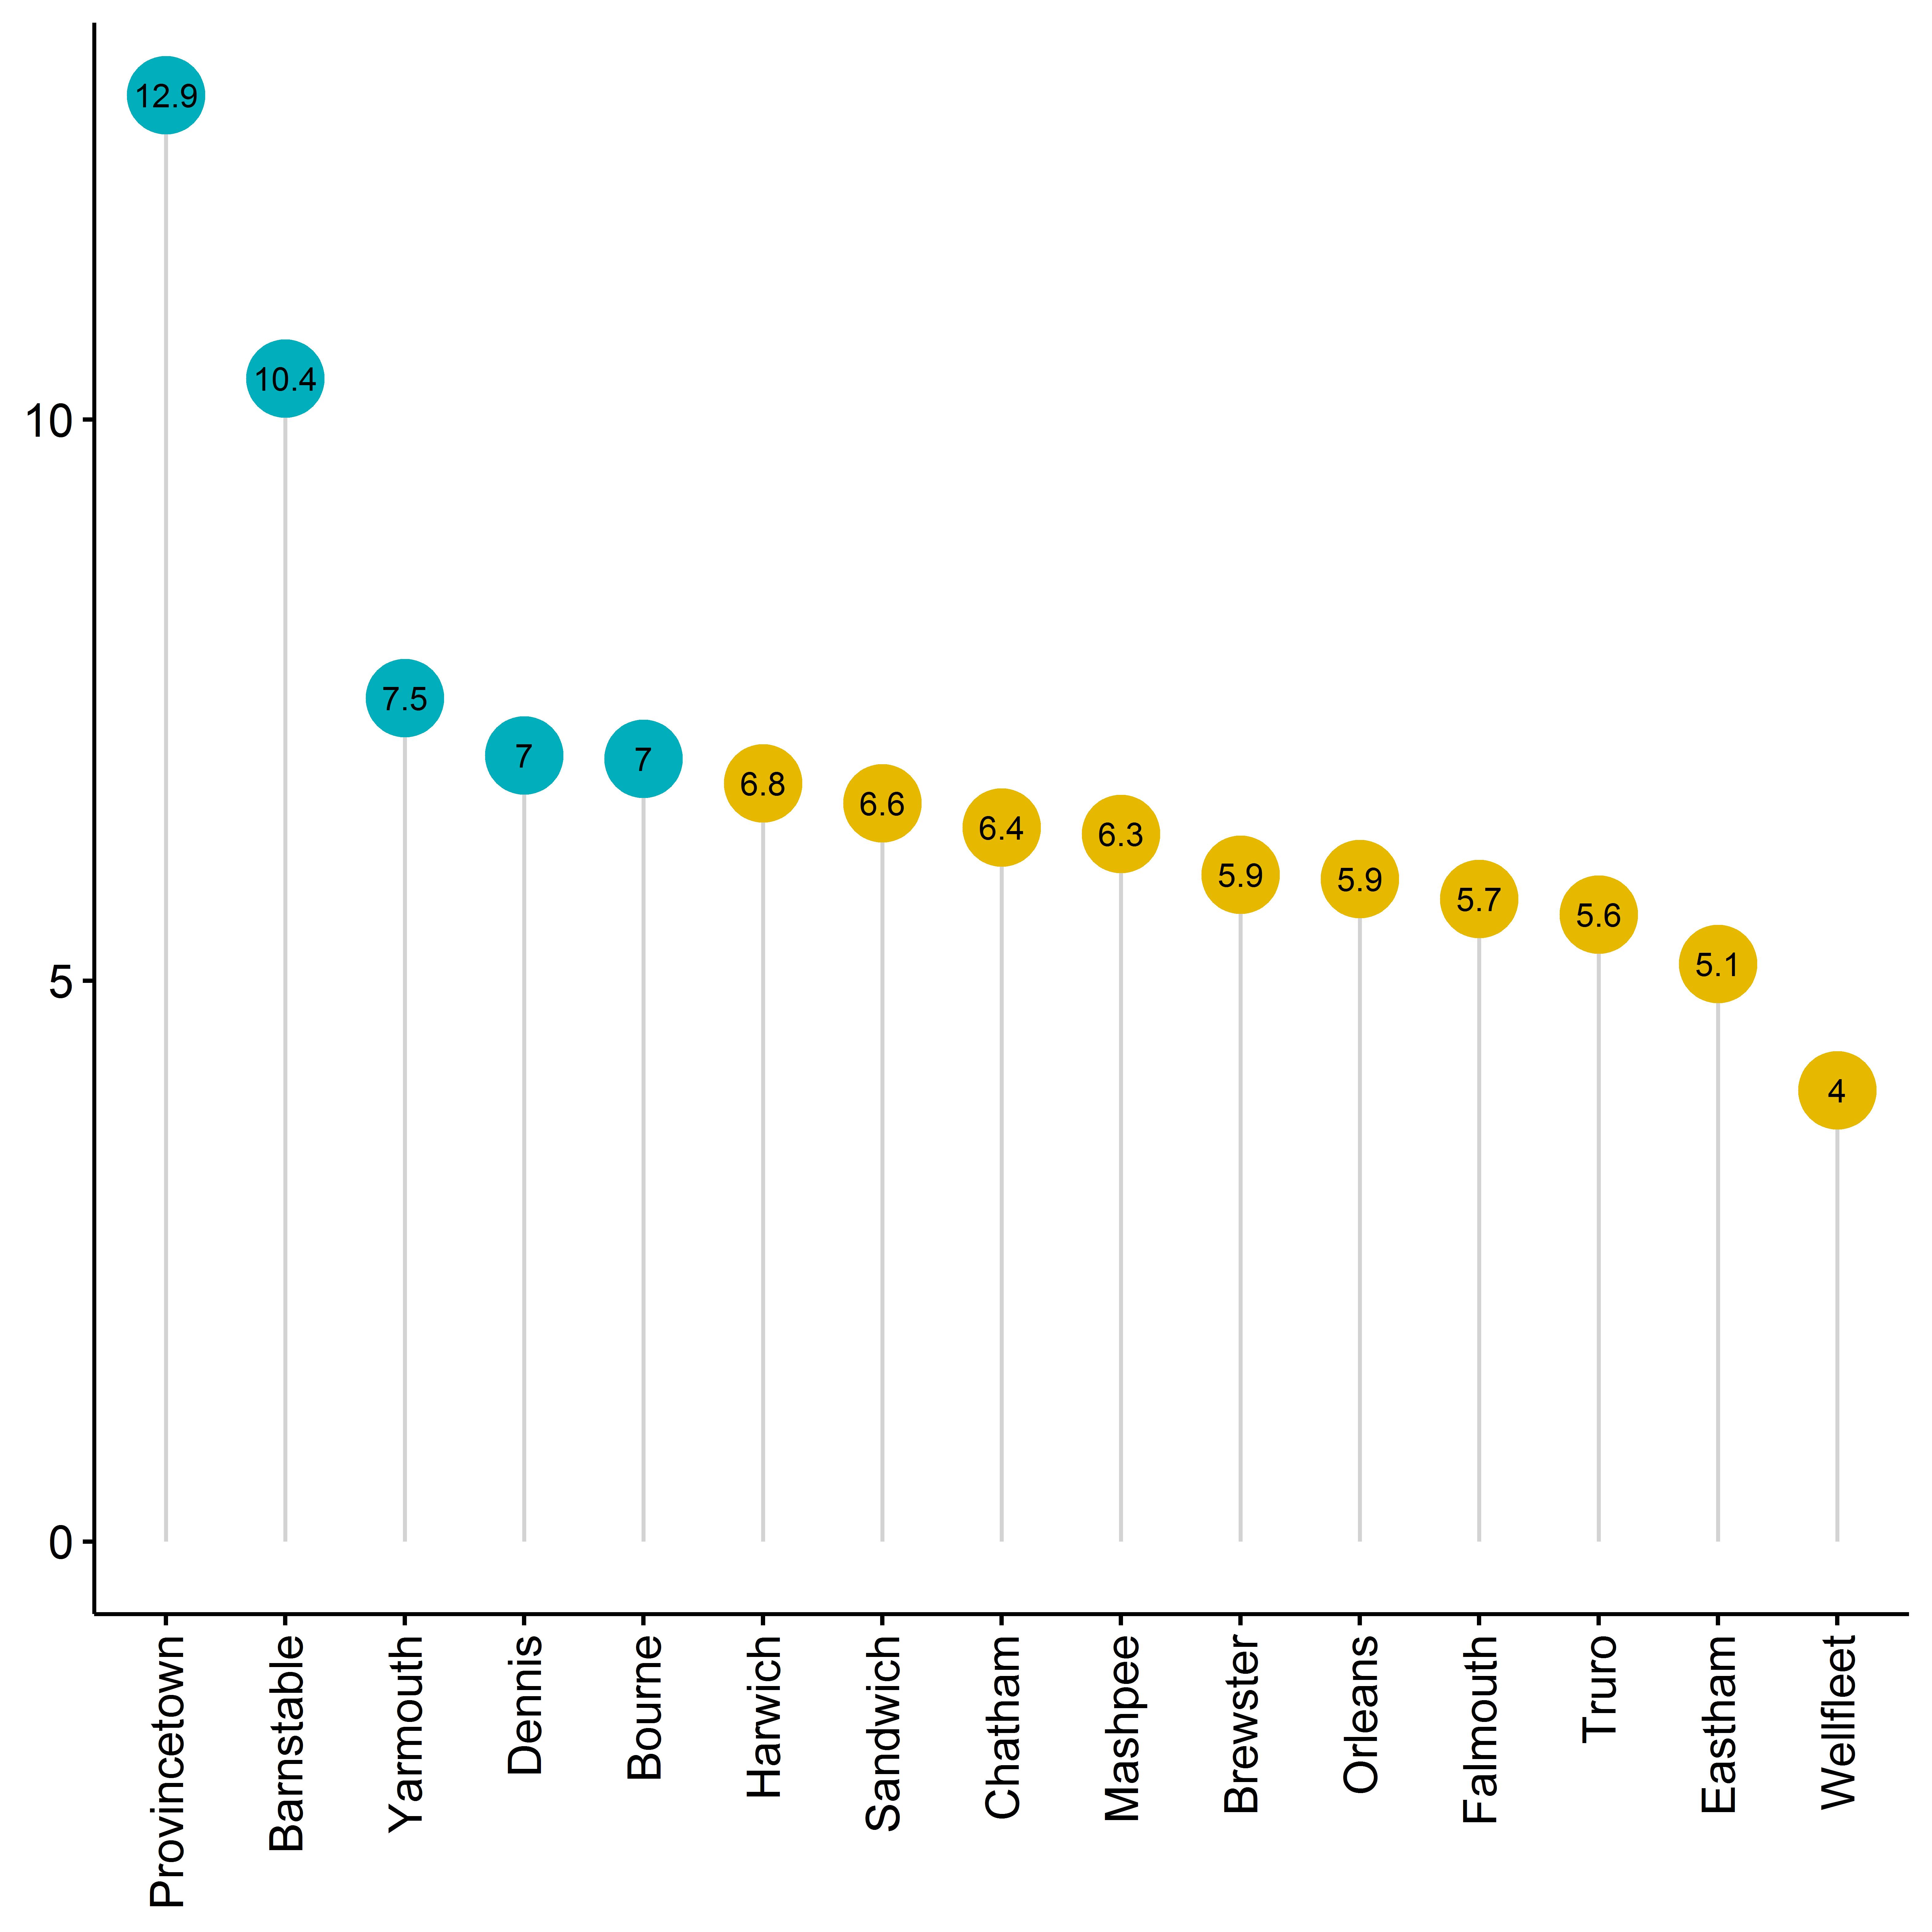 12.9
10.4
10
7.5
7
7
6.8
6.6
6.4
6.3
5.9
5.9
5.7
5.6
5.1
5
4
0
Provincetown
Barnstable
Yarmouth
Dennis
Bourne
Harwich
Sandwich
Chatham
Mashpee
Brewster
Orleans
Falmouth
Truro
Eastham
Wellfleet